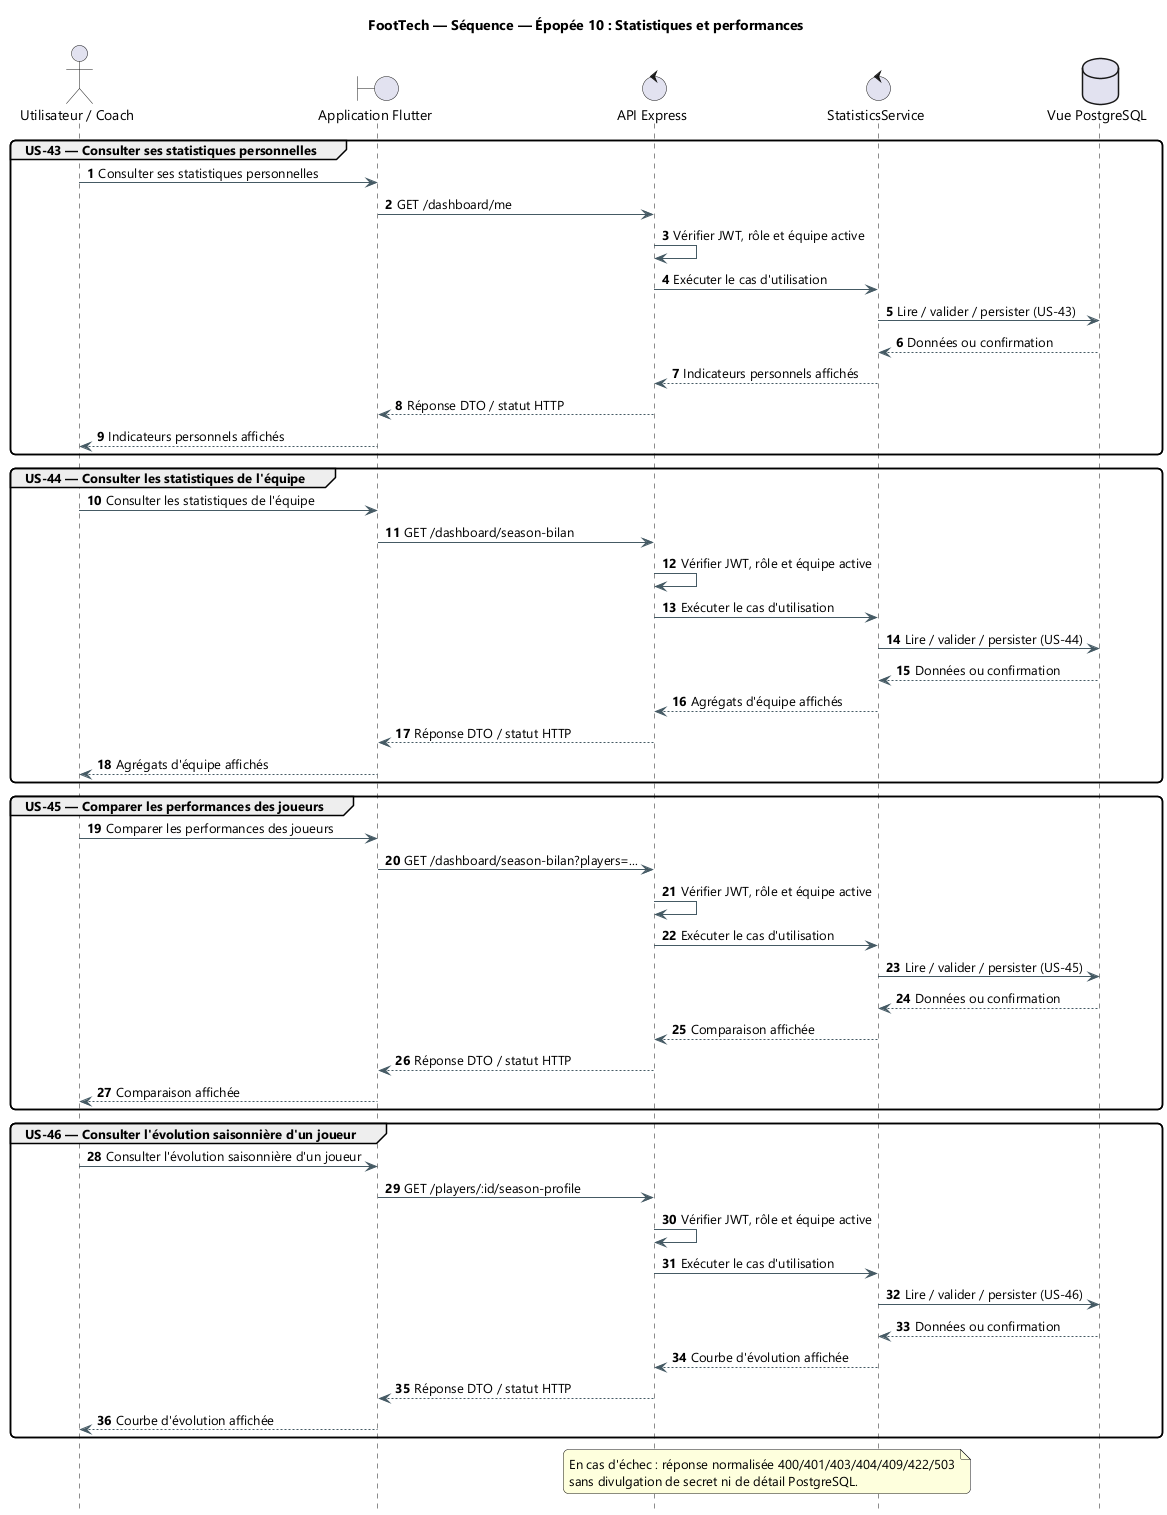 FootTech — Séquence — Épopée 10 : Statistiques et performances
Utilisateur / Coach
Application Flutter
API Express
StatisticsService
Vue PostgreSQL
US-43 — Consulter ses statistiques personnelles
1 Consulter ses statistiques personnelles
2 GET /dashboard/me
3 Vérifier JWT, rôle et équipe active
4 Exécuter le cas d'utilisation
5 Lire / valider / persister (US-43)
6 Données ou confirmation
7 Indicateurs personnels affichés
8 Réponse DTO / statut HTTP
9 Indicateurs personnels affichés
US-44 — Consulter les statistiques de l'équipe
10 Consulter les statistiques de l'équipe
11 GET /dashboard/season-bilan
12 Vérifier JWT, rôle et équipe active
13 Exécuter le cas d'utilisation
14 Lire / valider / persister (US-44)
15 Données ou confirmation
16 Agrégats d'équipe affichés
17 Réponse DTO / statut HTTP
18 Agrégats d'équipe affichés
US-45 — Comparer les performances des joueurs
19 Comparer les performances des joueurs
20 GET /dashboard/season-bilan?players=...
21 Vérifier JWT, rôle et équipe active
22 Exécuter le cas d'utilisation
23 Lire / valider / persister (US-45)
24 Données ou confirmation
25 Comparaison affichée
26 Réponse DTO / statut HTTP
27 Comparaison affichée
US-46 — Consulter l'évolution saisonnière d'un joueur
28 Consulter l'évolution saisonnière d'un joueur
29 GET /players/:id/season-profile
30 Vérifier JWT, rôle et équipe active
31 Exécuter le cas d'utilisation
32 Lire / valider / persister (US-46)
33 Données ou confirmation
34 Courbe d'évolution affichée
35 Réponse DTO / statut HTTP
36 Courbe d'évolution affichée
En cas d'échec : réponse normalisée 400/401/403/404/409/422/503
sans divulgation de secret ni de détail PostgreSQL.